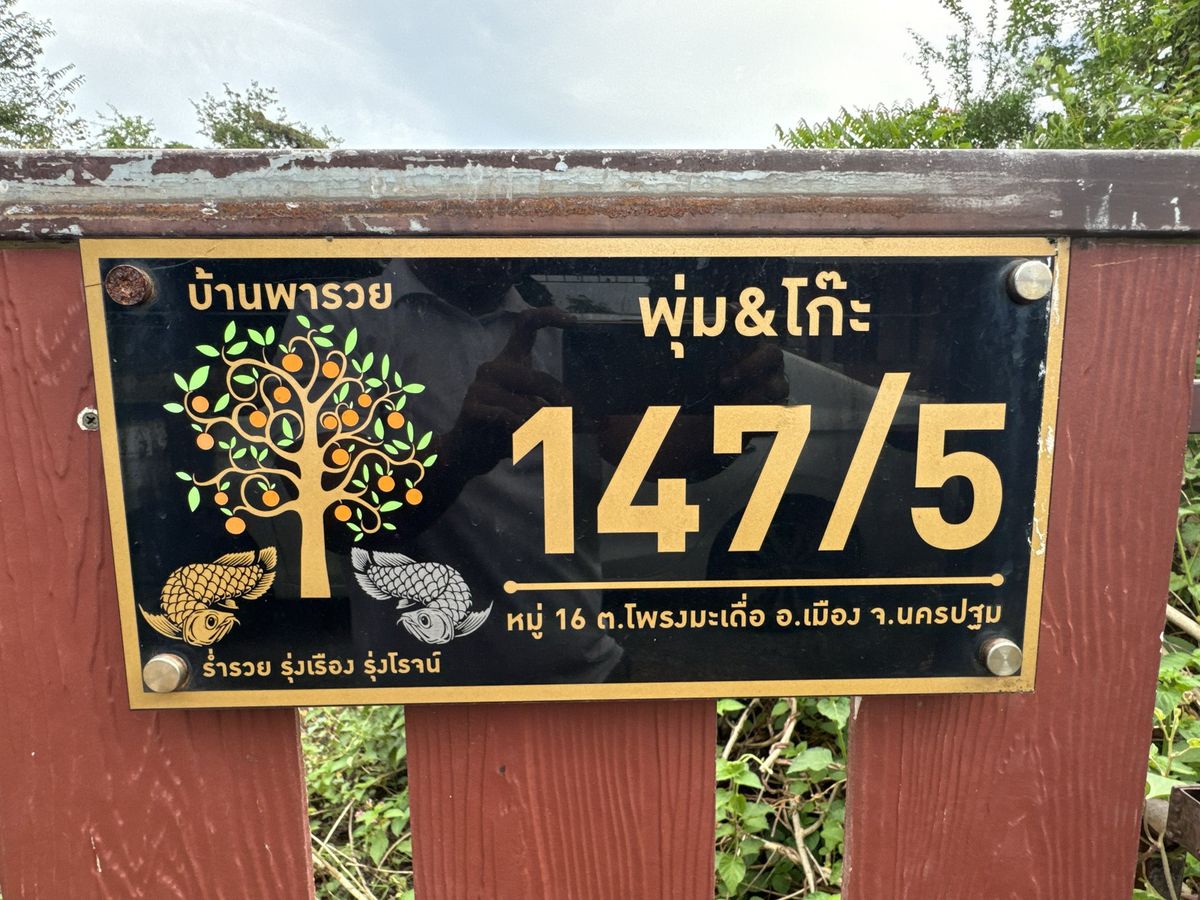 บ้านพารวย
พุ่ม&โก๊ะ
147/5
หมู่ 16 ต.โพรงมะเดื่อ อ.เมือง จ.นครปฐม
ร่ำรวย รุ่งเรือง รุ่งโรจน์